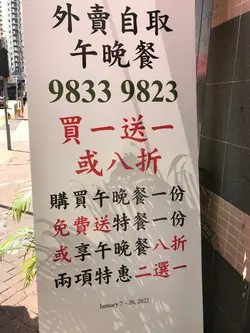 外賣自取
午晚餐
9833 9823
買一送一
或八折
購買午晚餐一份
免費送特餐一份
或享午晚餐八折
兩項特惠二選一
January 7 – 20, 2022